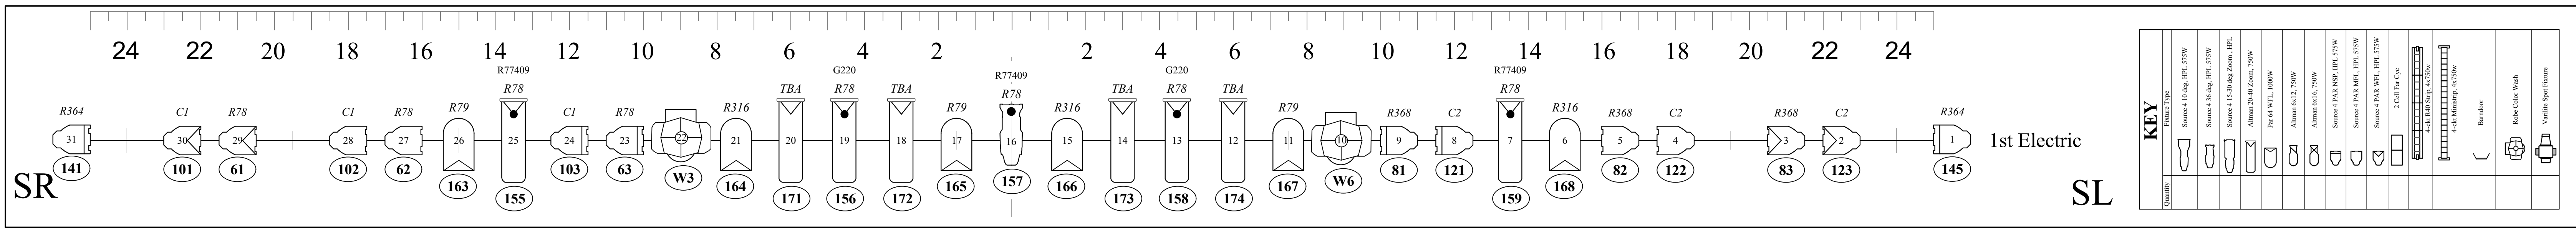 24 22 20 18 16 14 12 10 8 6 4 2 2 4 6 8 10 12 14 16 18 20 22 24
R77409 G220 R77409 G220 R77409
R364 C1 R78 C1 R78 R79 R78 C1 R78 R316 TBA R78 TBA R79 R78 R316 TBA R78 TBA R79 R368 C2 R78 R316 R368 C2 R368 C2 R364
31 30 29 28 27 26 25 24 23 22 21 20 19 18 17 16 15 14 13 12 11 10 9 8 7 6 5 4 3 2 1
141 101 61 102 62 163 155 103 63 W3 164 171 156 172 165 157 166 173 158 174 167 W6 81 121 159 168 82 122 83 123 145
1st Electric
SR
SL
KEY
Fixture Type
Quantity
Source 4 10 deg, HPL 575W
Source 4 36 deg, HPL 575W
Source 4 15-30 deg Zoom , HPL
Altman 20-40 Zoom, 750W
Par 64 WFL, 1000W
Altman 6x12, 750W
Altman 6x16, 750W
Source 4 PAR NSP, HPL 575W
Source 4 PAR MFL, HPL 575W
Source 4 PAR WFL, HPL 575W
2 Cell Far Cyc
4-ckt R40 Strip, 4x750w
4-ckt Ministrip, 4x750w
Barndoor
Robe Color Wash
Varilite Spot Fixture